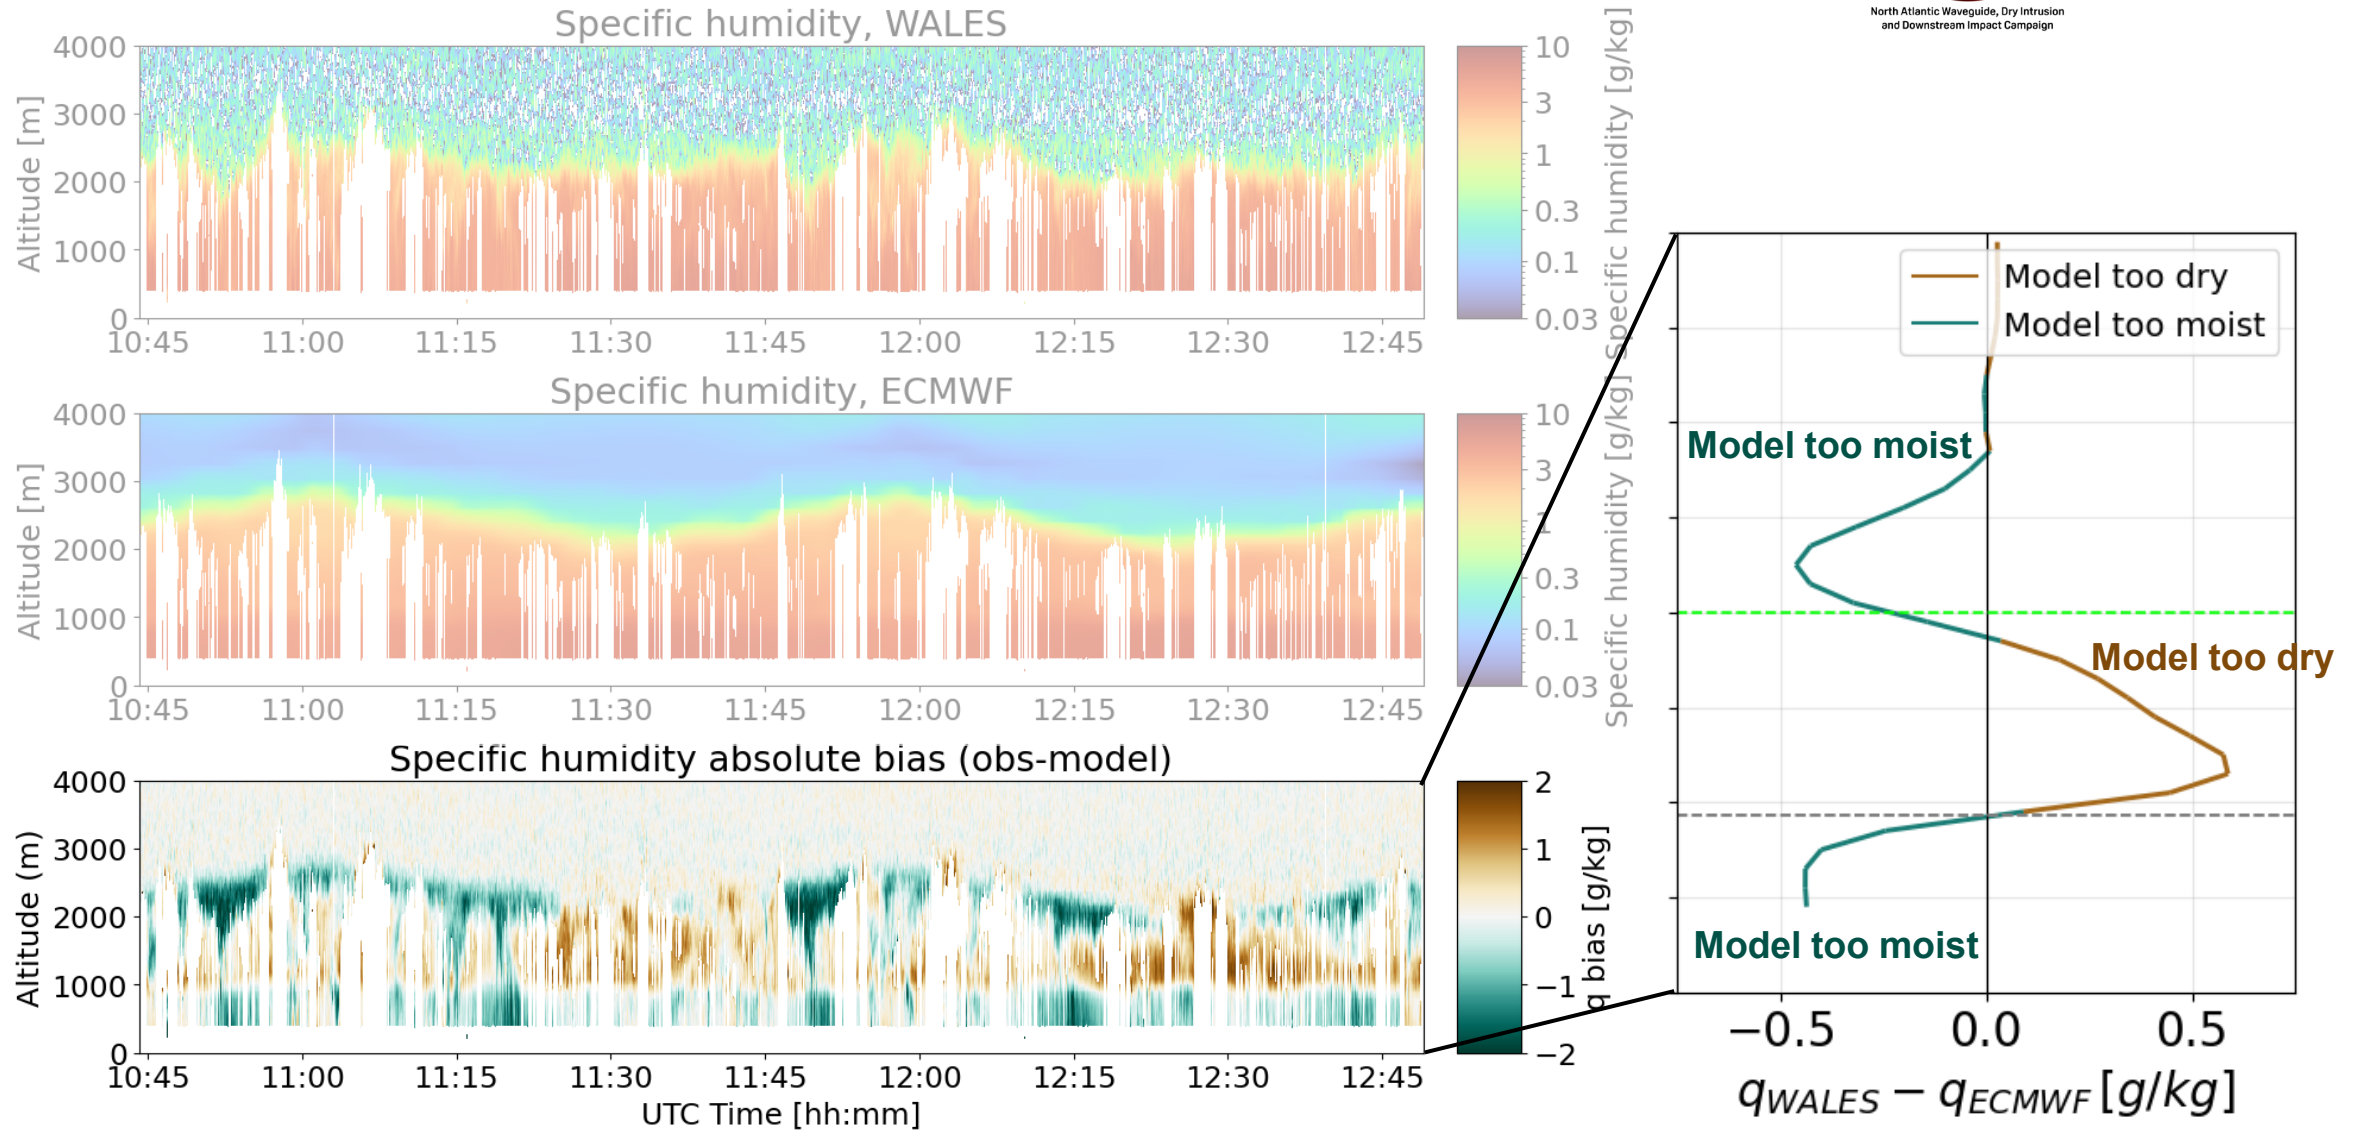 North Atlantic Waveguide, Dry Intrusion
and Downstream Impact Campaign
Specific humidity, WALES
4000
3000
2000
1000
0
Altitude [m]
10:45 11:00 11:15 11:30 11:45 12:00 12:15 12:30 12:45
10
3
1
0.3
0.1
0.03
Specific humidity [g/kg]
Specific humidity, ECMWF
4000
3000
2000
1000
0
Altitude [m]
10:45 11:00 11:15 11:30 11:45 12:00 12:15 12:30 12:45
10
3
1
0.3
0.1
0.03
Specific humidity [g/kg]
Specific humidity absolute bias (obs-model)
4000
3000
2000
1000
0
Altitude (m)
10:45 11:00 11:15 11:30 11:45 12:00 12:15 12:30 12:45
UTC Time [hh:mm]
2
1
0
−1
−2
q bias [g/kg]
Model too dry
Model too moist
Model too moist
Model too dry
Model too moist
−0.5 0.0 0.5
qWALES − qECMWF [g/kg]